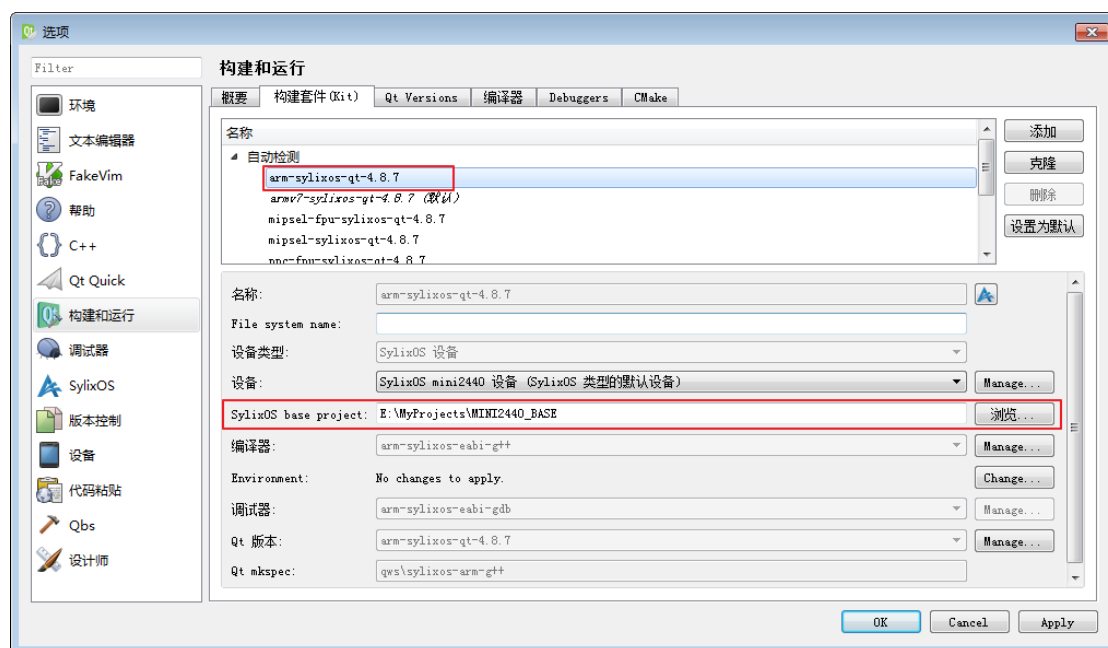 选项
Filter
环境
文本编辑器
FakeVim
帮助
C++
Qt Quick
构建和运行
调试器
SylixOS
版本控制
设备
代码粘贴
Qbs
设计师
构建和运行
概要 构建套件(Kit) Qt Versions 编译器 Debuggers CMake
名称
自动检测
arm-sylixos-qt-4.8.7
armv7-sylixos-qt-4.8.7 (默认)
mipsel-fpu-sylixos-qt-4.8.7
mipsel-sylixos-qt-4.8.7
ppc-fpu-sylixos-qt-4.8.7
添加
克隆
删除
设置为默认
名称: arm-sylixos-qt-4.8.7
File system name:
设备类型: SylixOS 设备
设备: SylixOS mini2440 设备 (SylixOS 类型的默认设备) Manage...
SylixOS base project: E:\MyProjects\MINI2440_BASE 浏览...
编译器: arm-sylixos-eabi-g++ Manage...
Environment: No changes to apply. Change...
调试器: arm-sylixos-eabi-gdb Manage...
Qt 版本: arm-sylixos-qt-4.8.7 Manage...
Qt mkspec: qws\sylixos-arm-g++
OK Cancel Apply